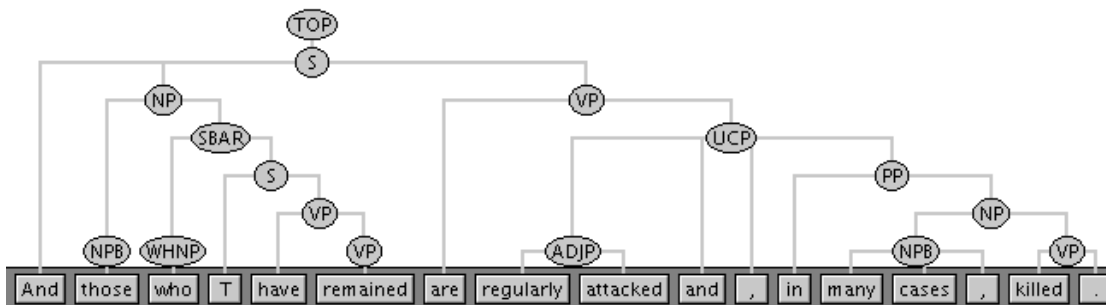 TOP
S
NP VP
SBAR UCP
S PP
VP NP
NPB WHNP VP ADJP NPB VP
And those who T have remained are regularly attacked and , in many cases , killed .